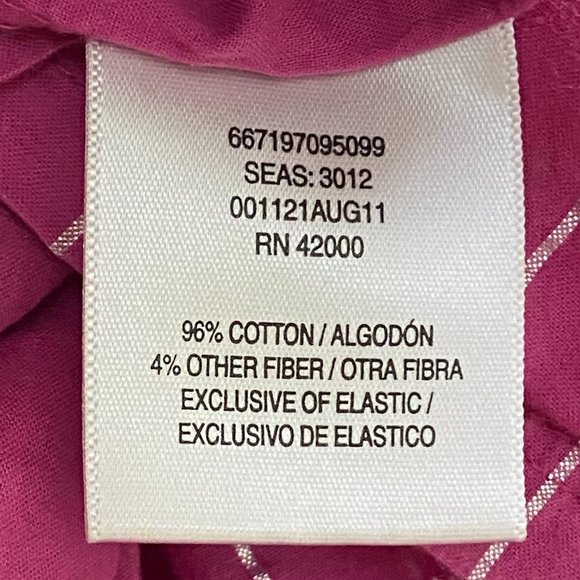 667197095099
SEAS: 3012
001121AUG11
RN 42000
96% COTTON / ALGODÓN
4% OTHER FIBER / OTRA FIBRA
EXCLUSIVE OF ELASTIC /
EXCLUSIVO DE ELASTICO